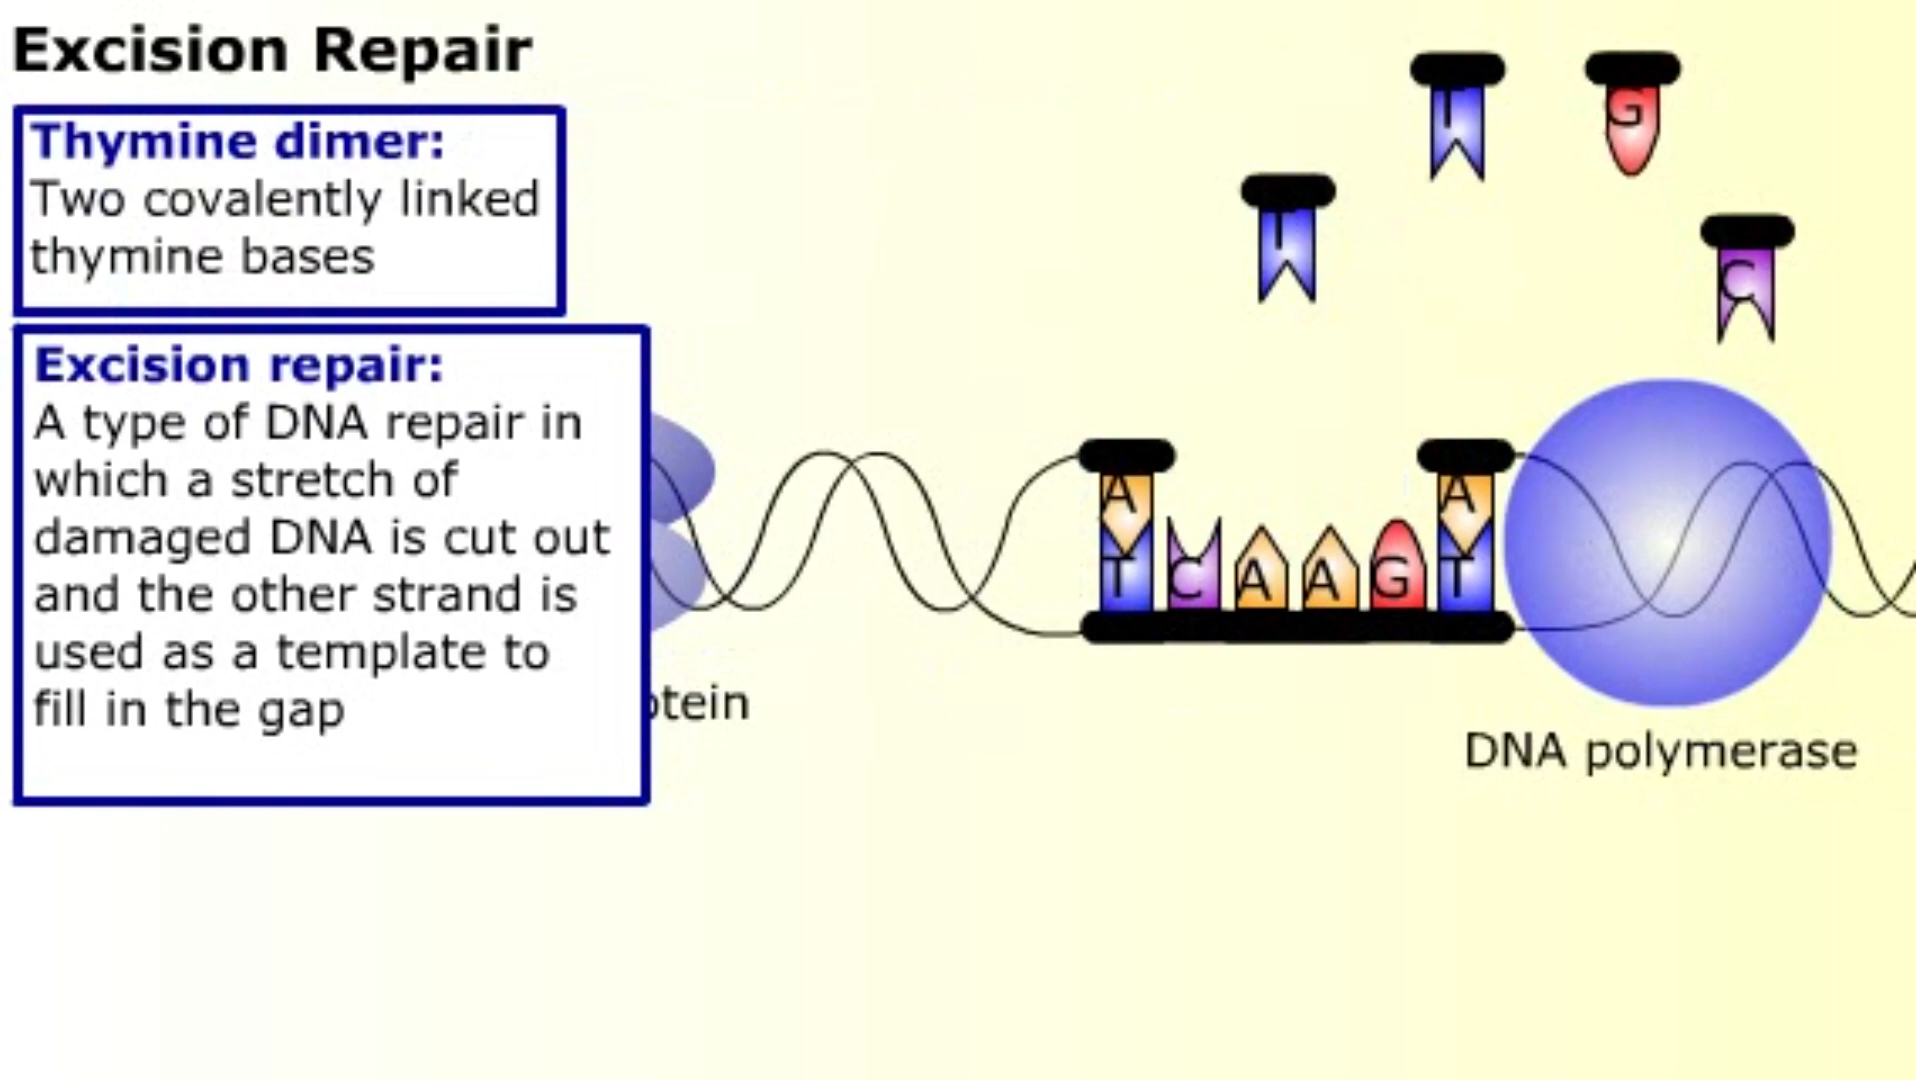 Excision Repair
Thymine dimer:
Two covalently linked
thymine bases
Excision repair:
A type of DNA repair in
which a stretch of
damaged DNA is cut out
and the other strand is
used as a template to
fill in the gap
T
G
T
C
A
A
T C A A G T
otein
DNA polymerase